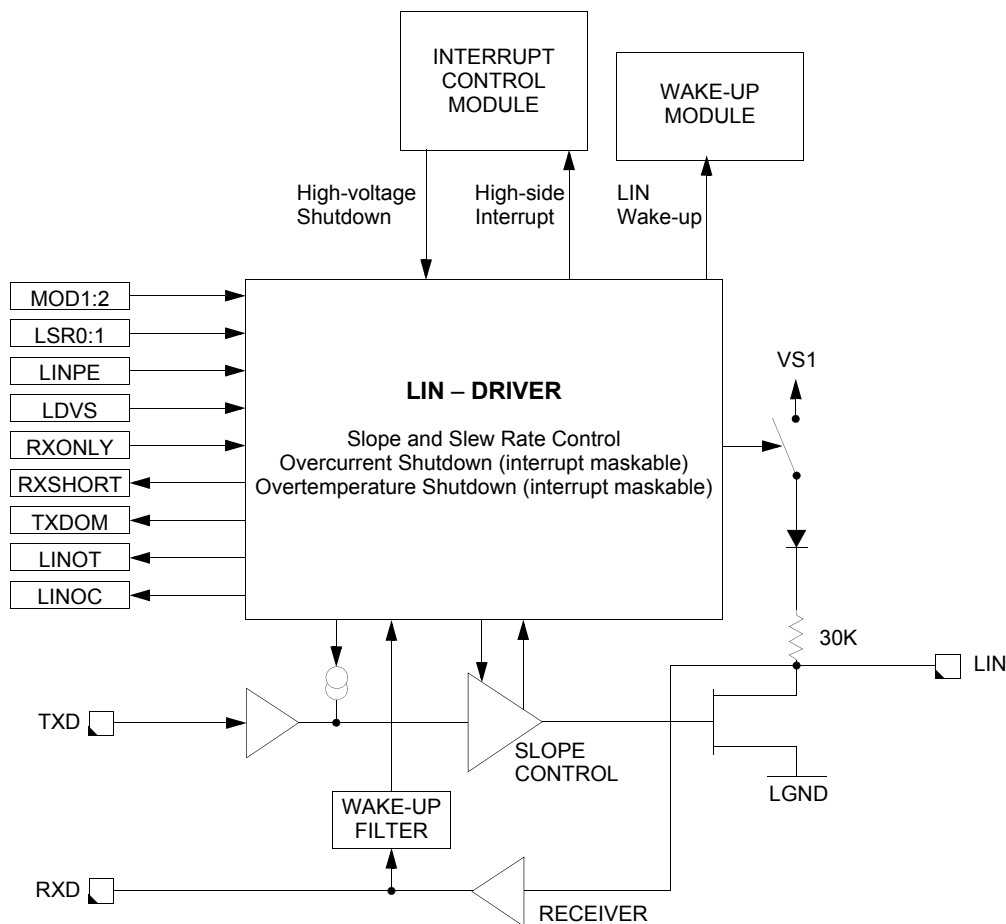 INTERRUPT
CONTROL
MODULE
WAKE-UP
MODULE
High-voltage
Shutdown
High-side
Interrupt
LIN
Wake-up
MOD1:2
LSR0:1
LINPE
LDVS
RXONLY
RXSHORT
TXDOM
LINOT
LINOC
LIN – DRIVER
Slope and Slew Rate Control
Overcurrent Shutdown (interrupt maskable)
Overtemperature Shutdown (interrupt maskable)
VS1
30K
LIN
TXD
SLOPE
CONTROL
LGND
WAKE-UP
FILTER
RXD
RECEIVER